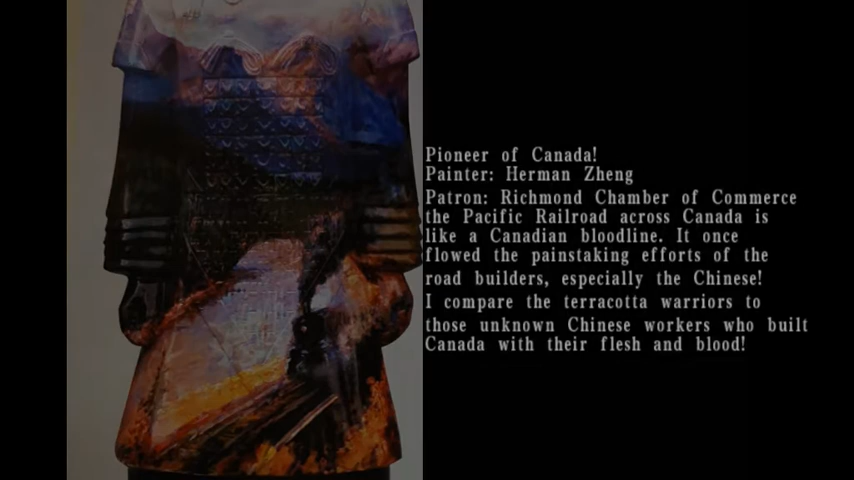 Pioneer of Canada!
Painter: Herman Zheng
Patron: Richmond Chamber of Commerce
the Pacific Railroad across Canada is
like a Canadian bloodline. It once
flowed the painstaking efforts of the
road builders, especially the Chinese!
I compare the terracotta warriors to
those unknown Chinese workers who built
Canada with their flesh and blood!